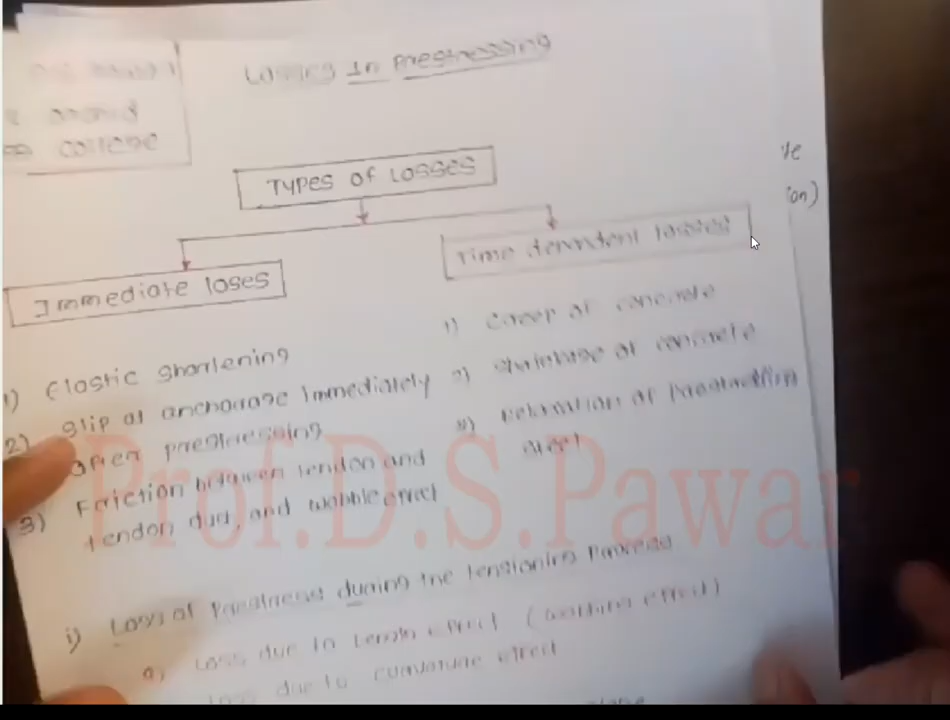 Losses In Prestressing
college
Types of Losses
Immediate loses
Time dependent losses
1) Elastic shortening
2) Slip at anchorage Immediately
after prestressing
3) Friction between tendon and
tendon duct, and wobble effect
1) creep of concrete
2) shrinkage of concrete
3) Relaxation of Prestressing
steel
i) Loss of Prestress during the tensioning Process
a) Loss due to Length effect ( wobbling effect)
loss due to curvature effect
Prof.D.S.Pawar